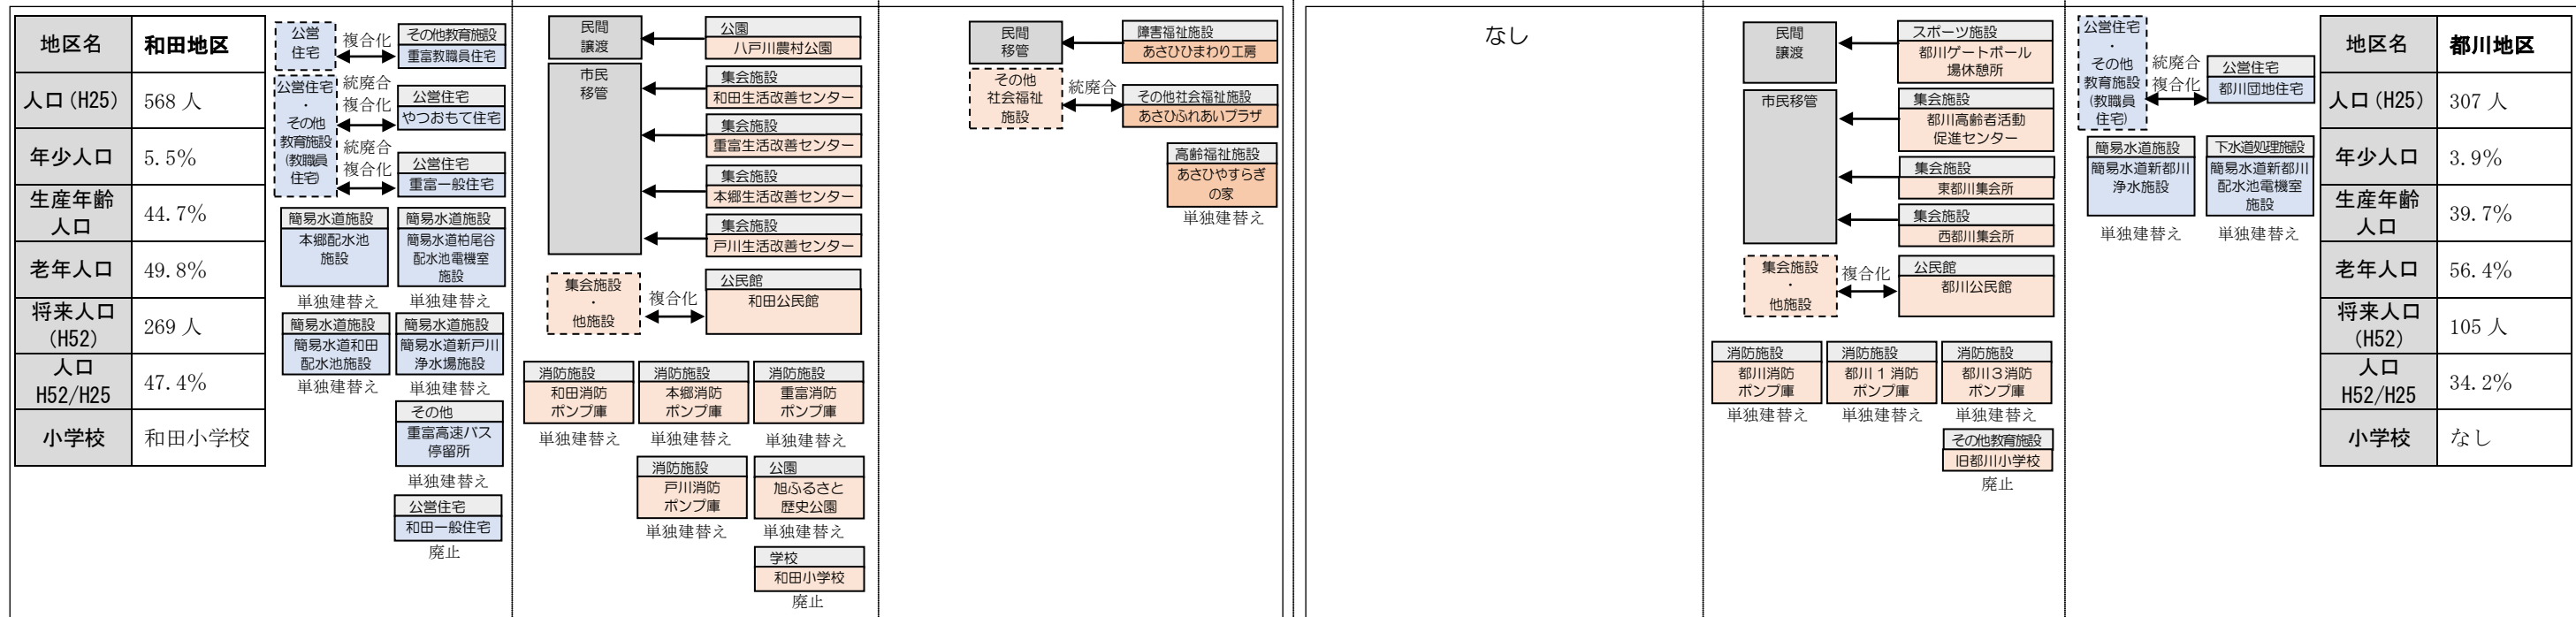 地区名 和田地区
人口（H25） 568 人
年少人口 5.5%
生産年齢
人口 44.7%
老年人口 49.8%
将来人口
（H52） 269 人
人口
H52/H25 47.4%
小学校 和田小学校
公営
住宅
複合化
その他教育施設
重富教職員住宅
公営住宅
・
その他
教育施設
（教職員
住宅）
統廃合
複合化
公営住宅
やつおもて住宅
統廃合
複合化
公営住宅
重富一般住宅
簡易水道施設
本郷配水池
施設
単独建替え
簡易水道施設
簡易水道柏尾谷
配水池電機室
施設
単独建替え
簡易水道施設
簡易水道和田
配水池施設
単独建替え
簡易水道施設
簡易水道新戸川
浄水場施設
単独建替え
その他
重富高速バス
停留所
単独建替え
公営住宅
和田一般住宅
廃止
民間
譲渡
公園
八戸川農村公園
市民
移管
集会施設
和田生活改善センター
集会施設
重富生活改善センター
集会施設
本郷生活改善センター
集会施設
戸川生活改善センター
集会施設
・
他施設
複合化
公民館
和田公民館
消防施設
和田消防
ポンプ庫
単独建替え
消防施設
本郷消防
ポンプ庫
単独建替え
消防施設
重富消防
ポンプ庫
単独建替え
消防施設
戸川消防
ポンプ庫
単独建替え
公園
旭ふるさと
歴史公園
単独建替え
学校
和田小学校
廃止
民間
移管
障害福祉施設
あさひひまわり工房
その他
社会福祉
施設
統廃合
その他社会福祉施設
あさひふれあいプラザ
高齢福祉施設
あさひやすらぎ
の家
単独建替え
なし
民間
譲渡
スポーツ施設
都川ゲートボール
場休憩所
市民移管
集会施設
都川高齢者活動
促進センター
集会施設
東都川集会所
集会施設
西都川集会所
集会施設
・
他施設
複合化
公民館
都川公民館
消防施設
都川消防
ポンプ庫
単独建替え
消防施設
都川１消防
ポンプ庫
単独建替え
消防施設
都川３消防
ポンプ庫
単独建替え
その他教育施設
旧都川小学校
廃止
公営住宅
・
その他
教育施設
（教職員
住宅）
統廃合
複合化
公営住宅
都川団地住宅
簡易水道施設
簡易水道新都川
浄水施設
単独建替え
下水道処理施設
簡易水道新都川
配水池電機室
施設
単独建替え
地区名 都川地区
人口（H25） 307 人
年少人口 3.9%
生産年齢
人口 39.7%
老年人口 56.4%
将来人口
（H52） 105 人
人口
H52/H25 34.2%
小学校 なし